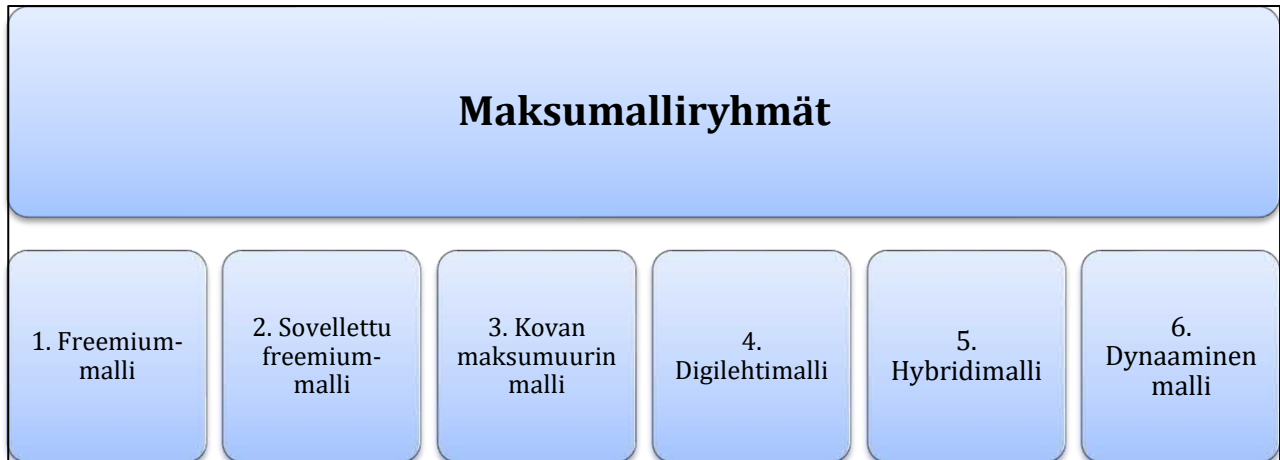 Maksumalliryhmät
1. Freemium-
malli
2. Sovellettu
freemium-
malli
3. Kovan
maksumuurin
malli
4.
Digilehtimalli
5.
Hybridimalli
6.
Dynaaminen
malli